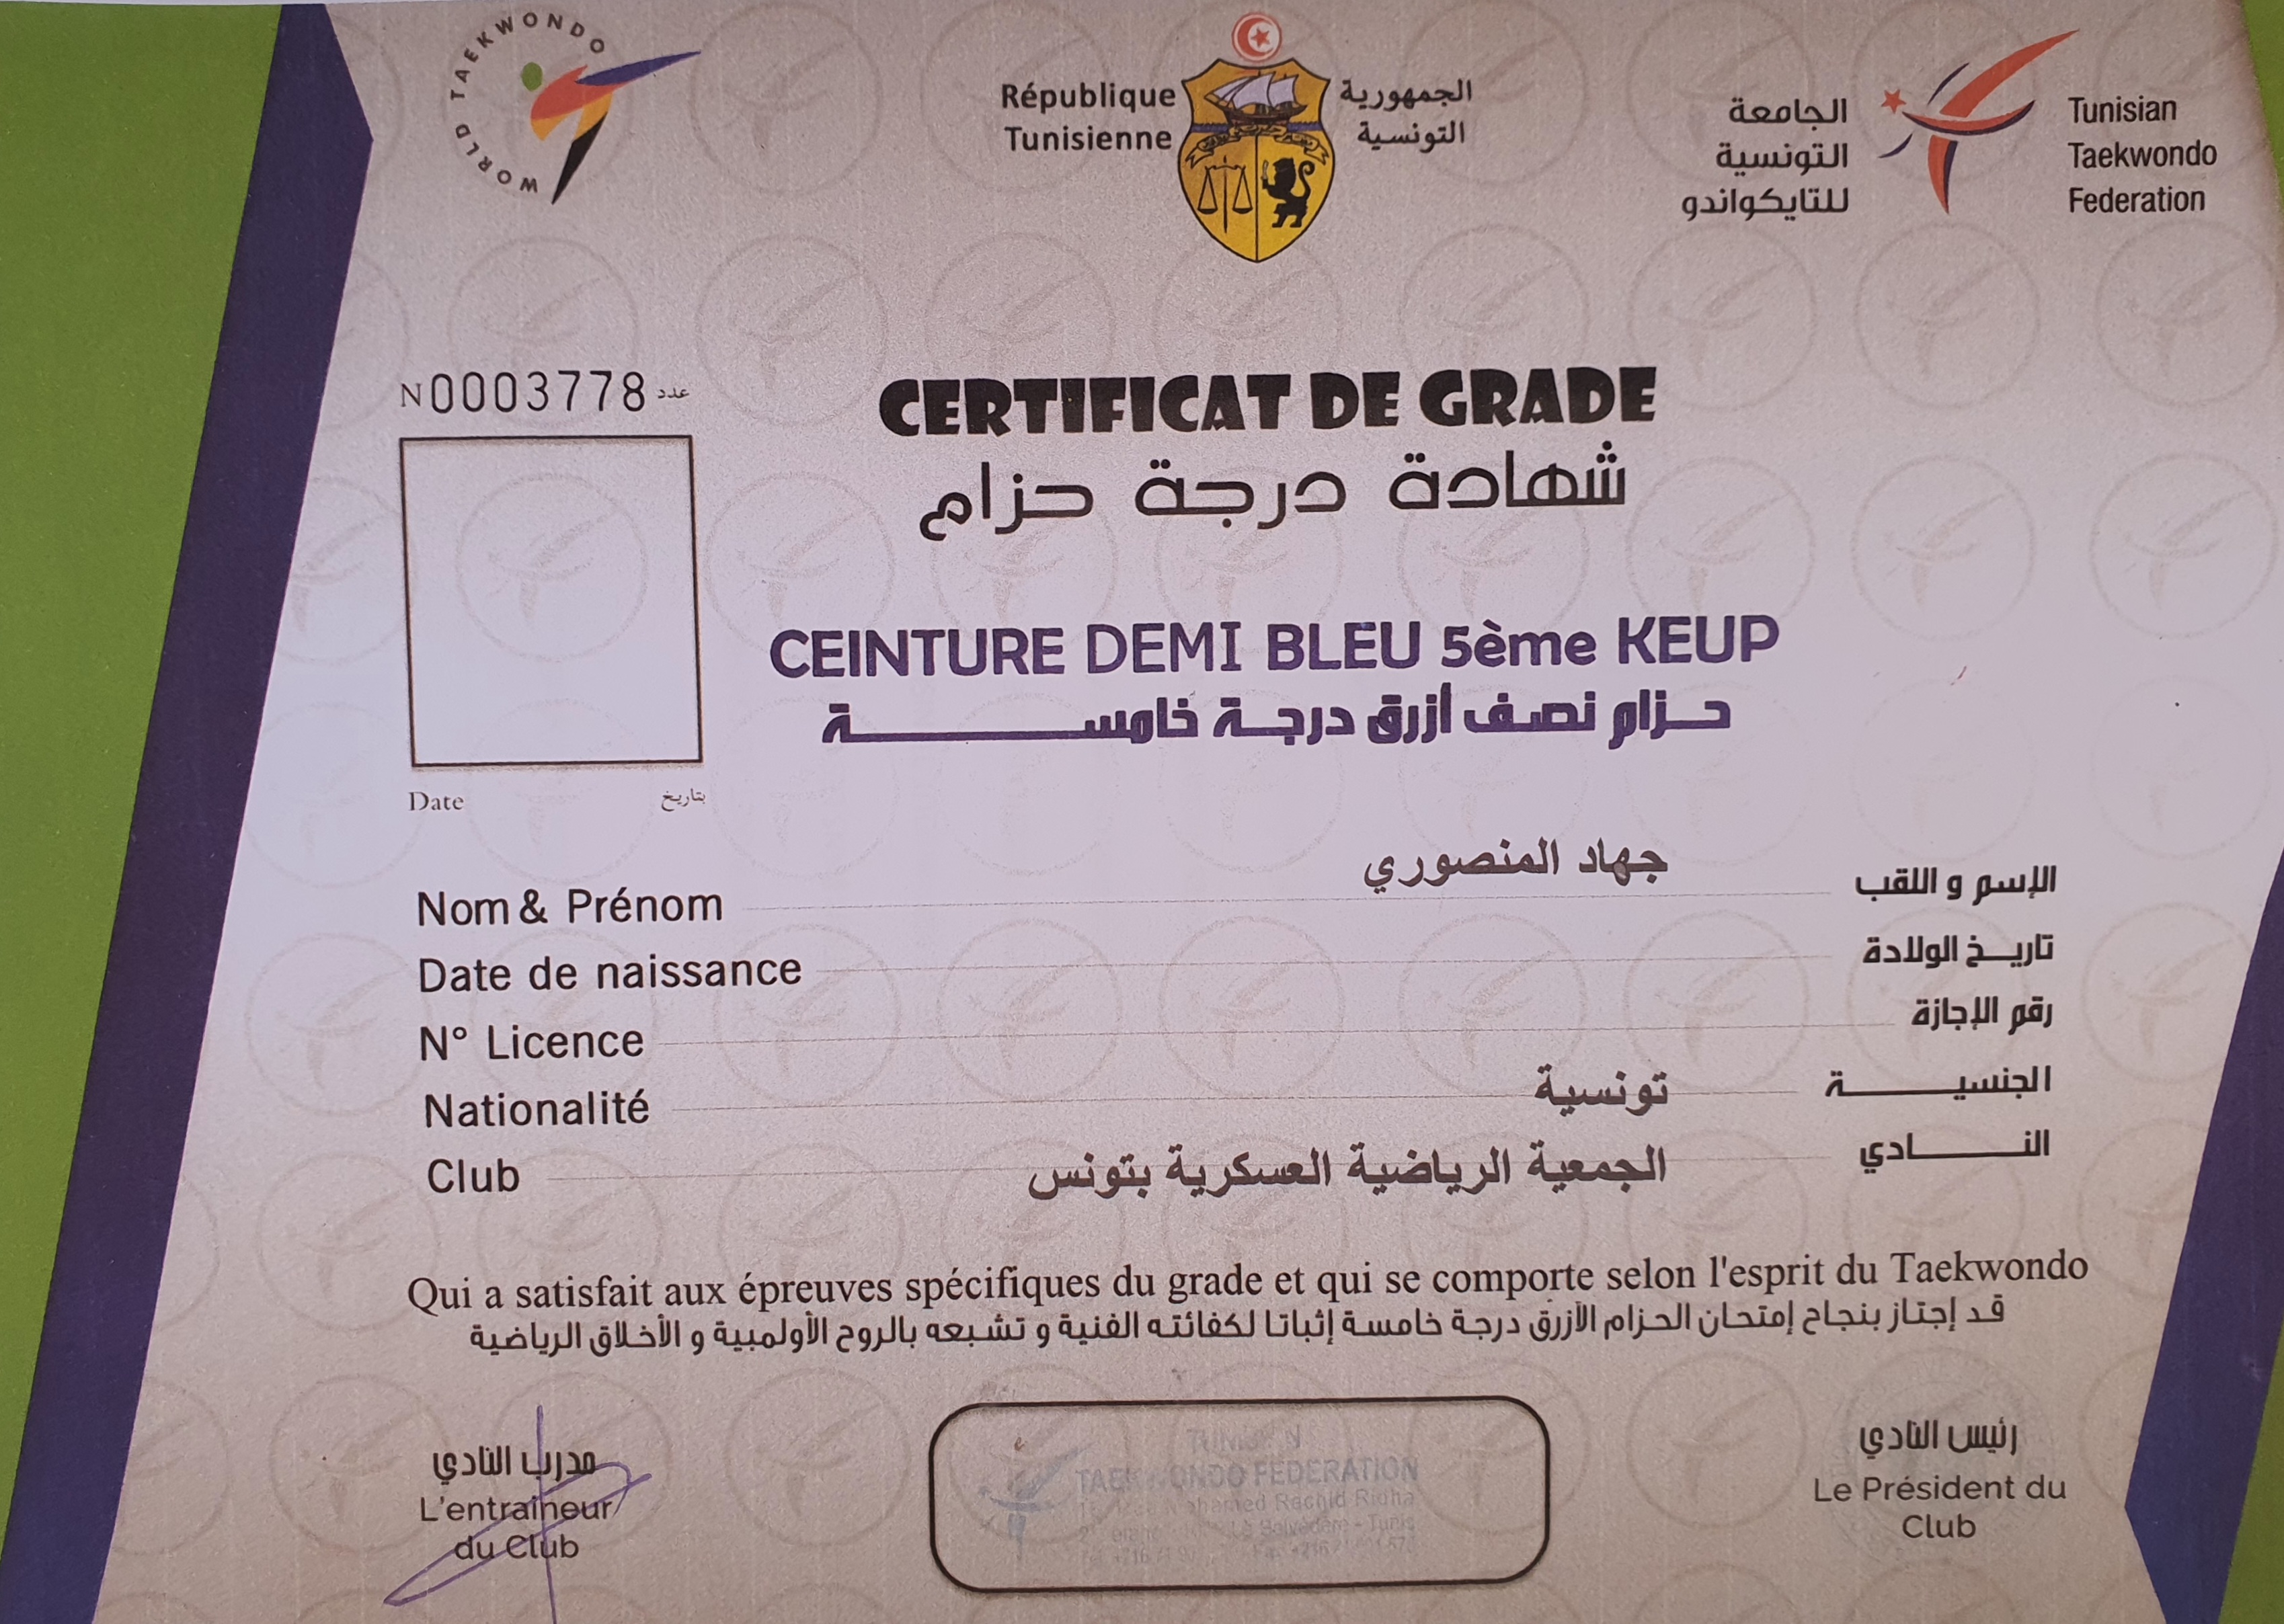 WORLD TAEKWONDO
République
Tunisienne
الجمهورية
التونسية
الجامعة
التونسية
للتايكواندو
Tunisian
Taekwondo
Federation
N0003778 عدد
CERTIFICAT DE GRADE
شهادة درجة حزام
CEINTURE DEMI BLEU 5ème KEUP
حزام نصف أزرق درجة خامسة
Date بتاريخ
Nom & Prénom جهاد المنصوري الإسم و اللقب
Date de naissance تاريخ الولادة
N° Licence رقم الإجازة
Nationalité تونسية الجنسية
Club الجمعية الرياضية العسكرية بتونس النادي
Qui a satisfait aux épreuves spécifiques du grade et qui se comporte selon l'esprit du Taekwondo
قد إجتاز بنجاح إمتحان الحزام الأزرق درجة خامسة إثباتا لكفائته الفنية و تشبعه بالروح الأولمبية و الأخلاق الرياضية
مدرب النادي
L'entraîneur
du Club
TAEKWONDO FEDERATION
Rachid Ridha
Belvédère - Tunis
رئيس النادي
Le Président du
Club